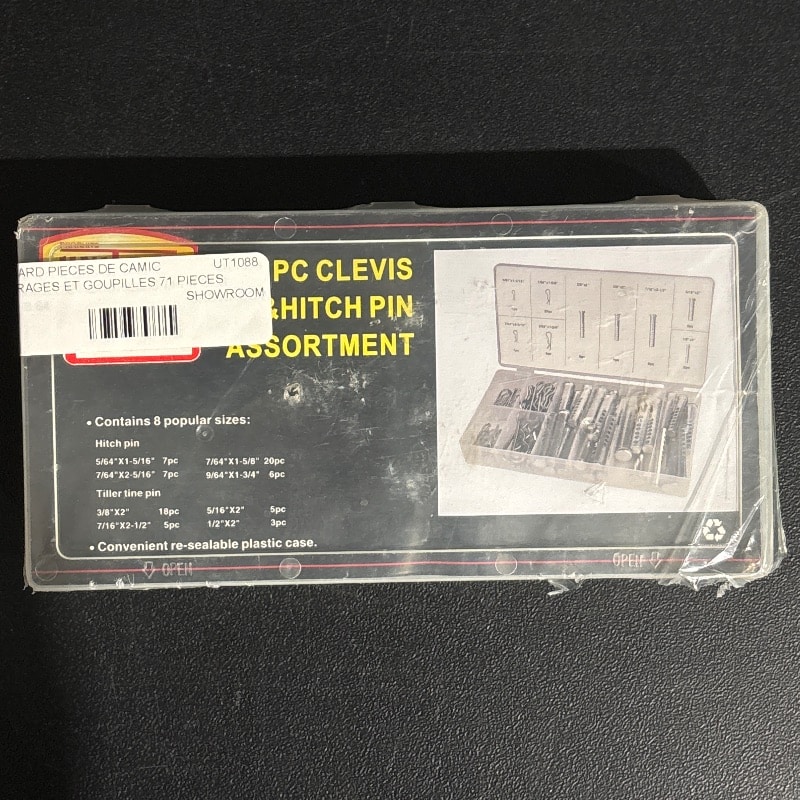 ARD PIECES DE CAMIC UT1088
RAGES ET GOUPILLES 71 PIECES
SHOWROOM
PC CLEVIS
&HITCH PIN
ASSORTMENT
• Contains 8 popular sizes:
Hitch pin
5/64"X1-5/16" 7pc 7/64"X1-5/8" 20pc
7/64"X2-5/16" 7pc 9/64"X1-3/4" 6pc
Tiller tine pin
3/8"X2" 18pc 5/16"X2" 5pc
7/16"X2-1/2" 5pc 1/2"X2" 3pc
• Convenient re-sealable plastic case.
OPEN OPEN